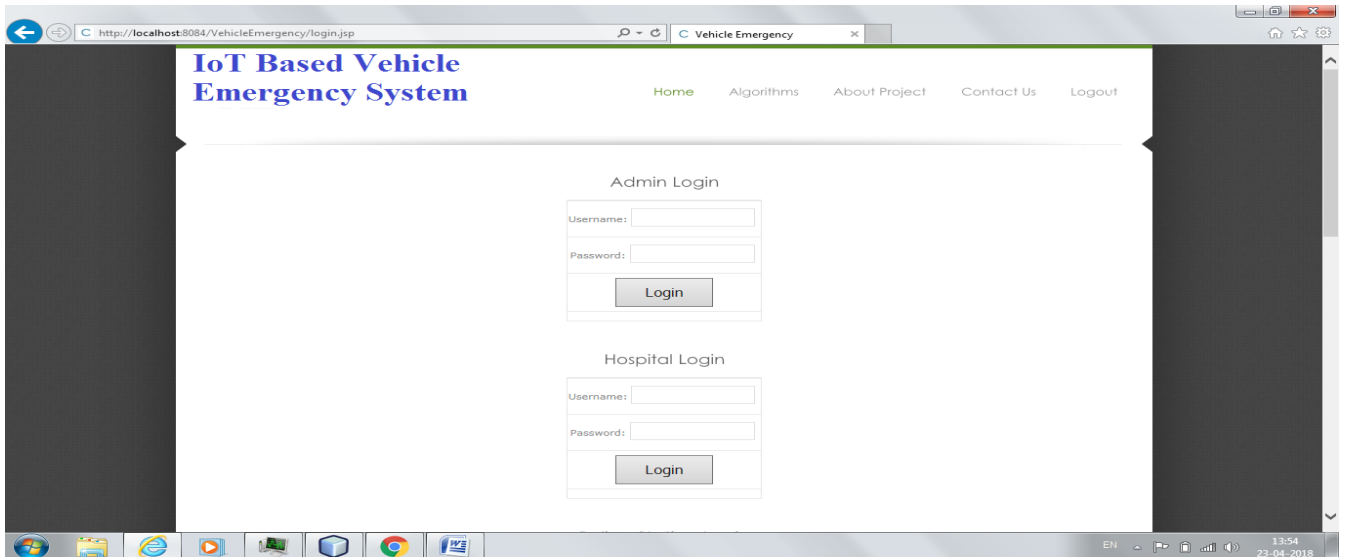 http://localhost:8084/VehicleEmergency/login.jsp
Vehicle Emergency
IoT Based Vehicle
Emergency System
Home Algorithms About Project Contact Us Logout
Admin Login
Username:
Password:
Login
Hospital Login
Username:
Password:
Login
EN
13:54
23-04-2018